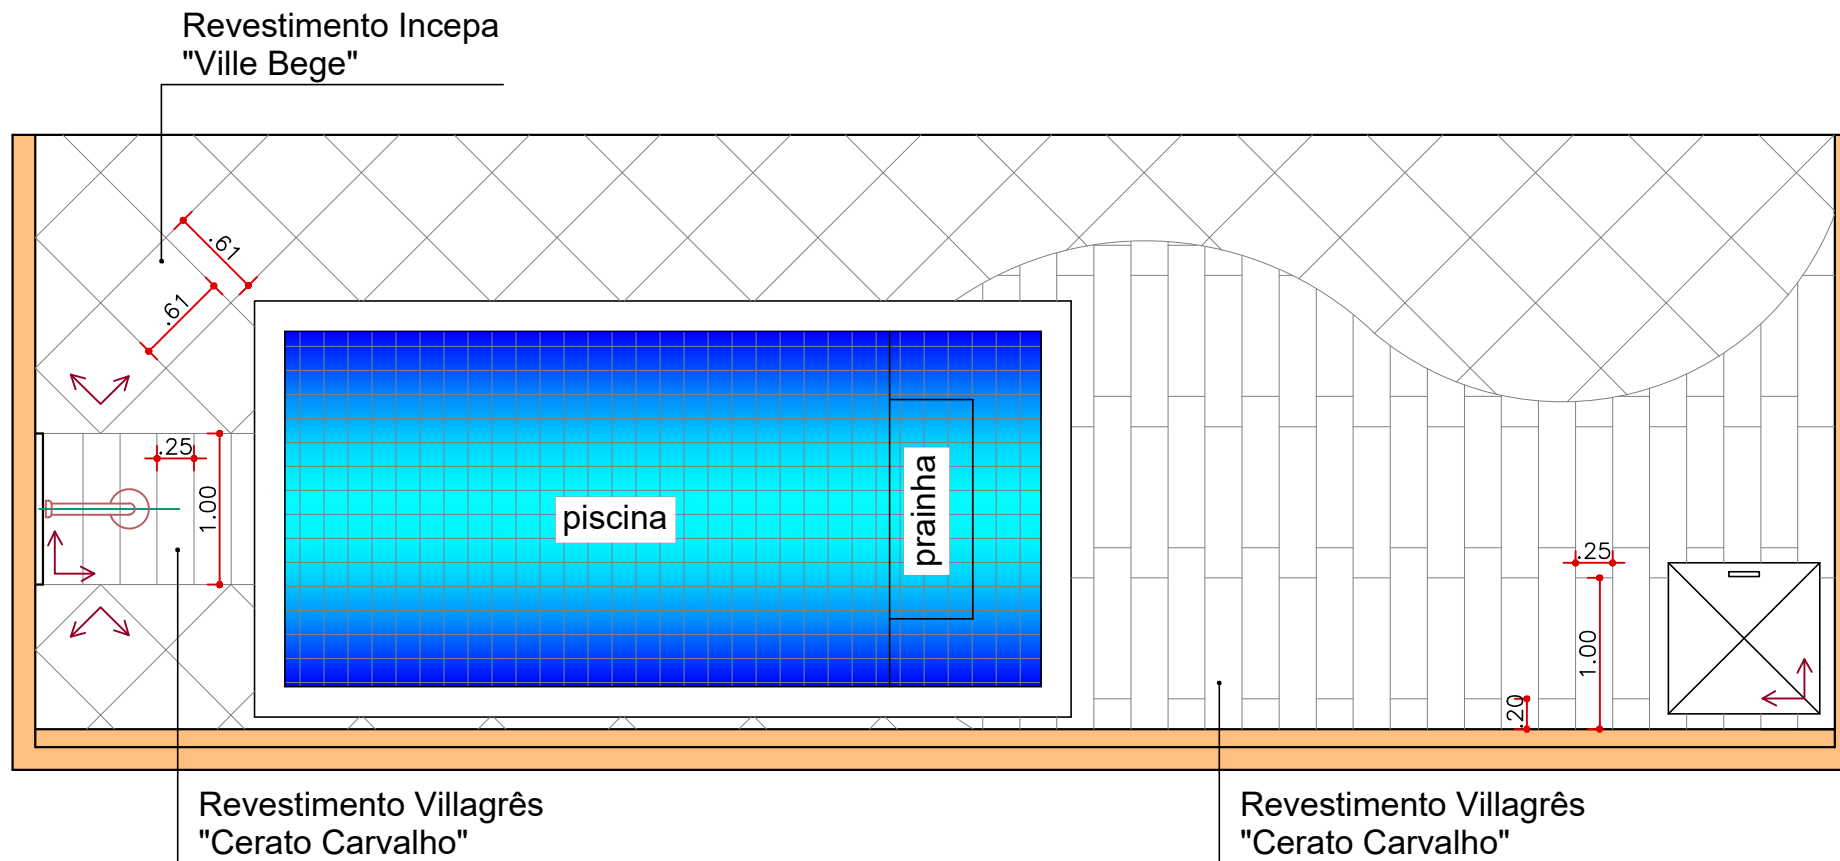 Revestimento Incepa
"Ville Bege"
.61
.61
.25
1.00
piscina
prainha
.25
1.00
.20
Revestimento Villagrês
"Cerato Carvalho"
Revestimento Villagrês
"Cerato Carvalho"